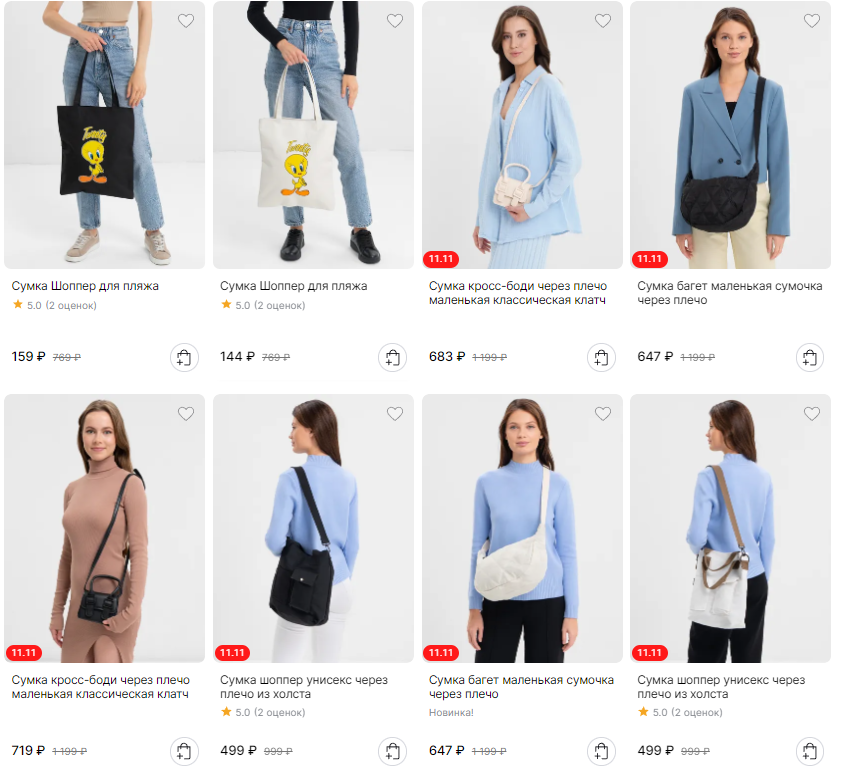 Tweety
Tweety
11.11
11.11
Сумка Шоппер для пляжа
5.0 (2 оценок)
159 ₽ 769 ₽
Сумка Шоппер для пляжа
5.0 (2 оценок)
144 ₽ 769 ₽
Сумка кросс-боди через плечо
маленькая классическая клатч
683 ₽ 1 199 ₽
Сумка багет маленькая сумочка
через плечо
647 ₽ 1 199 ₽
11.11
11.11
11.11
11.11
Сумка кросс-боди через плечо
маленькая классическая клатч
719 ₽ 1 199 ₽
Сумка шоппер унисекс через
плечо из холста
5.0 (2 оценок)
499 ₽ 999 ₽
Сумка багет маленькая сумочка
через плечо
Новинка!
647 ₽ 1 199 ₽
Сумка шоппер унисекс через
плечо из холста
5.0 (2 оценок)
499 ₽ 999 ₽